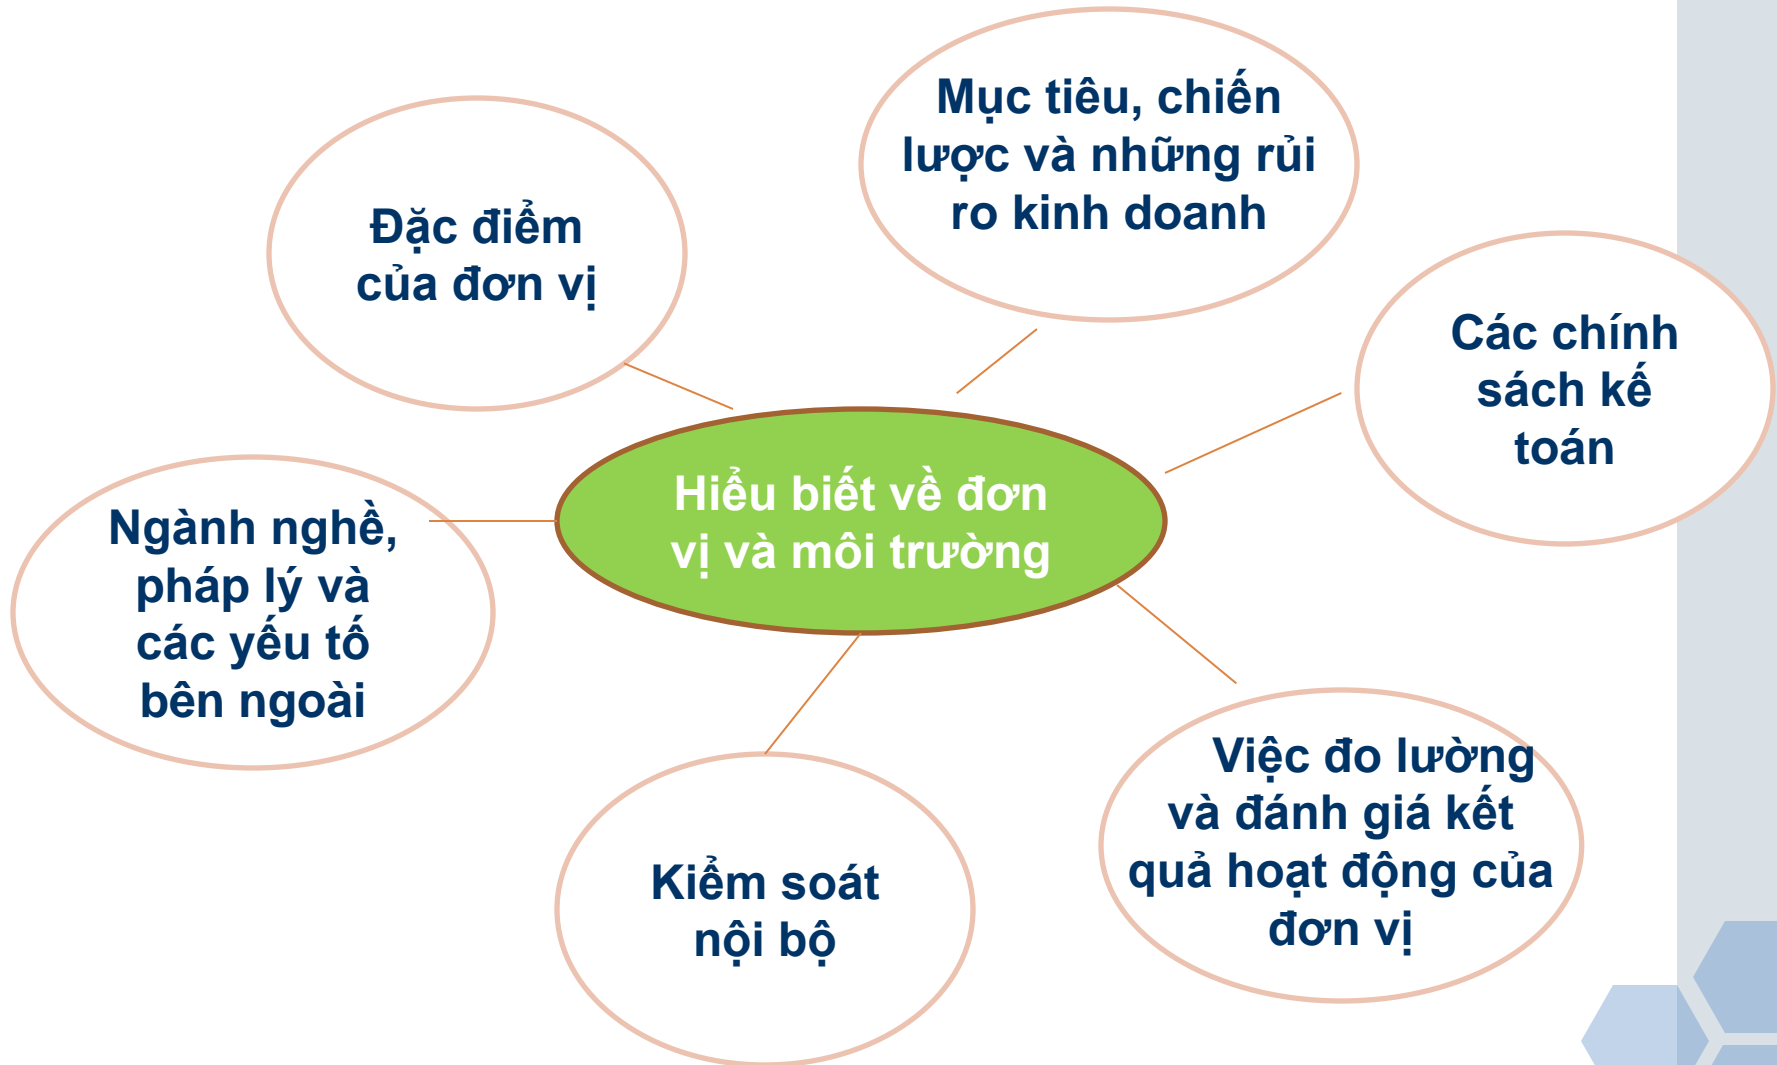 Mục tiêu, chiến
lược và những rủi
ro kinh doanh
Đặc điểm
của đơn vị
Các chính
sách kế
toán
Hiểu biết về đơn
vị và môi trường
Ngành nghề,
pháp lý và
các yếu tố
bên ngoài
Việc đo lường
và đánh giá kết
quả hoạt động của
đơn vị
Kiểm soát
nội bộ